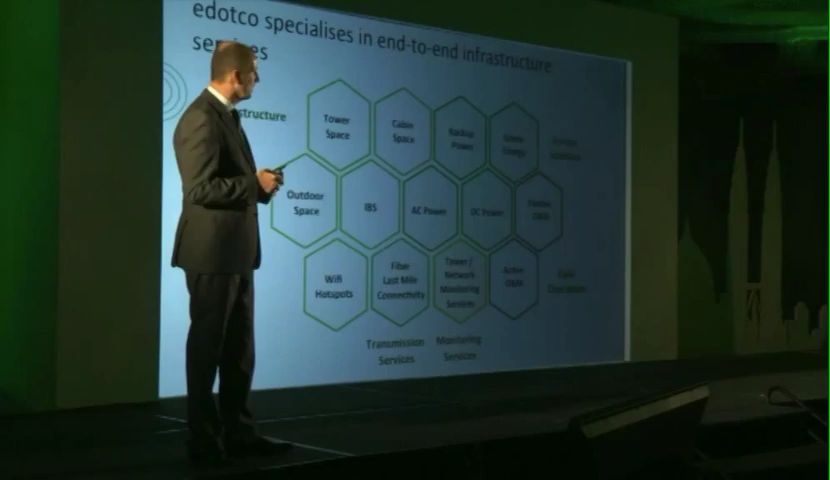 edotco specialises in end-to-end infrastructure
services
structure
Tower
Space
Cabin
Space
Backup
Power
Green
Energy
Energy
Outdoor
Space
IBS
AC Power
DC Power
Passive
O&M
Wifi
Hotspots
Fiber
Last Mile
Connectivity
Tower /
Network
Monitoring
Services
Active
O&M
Transmission
Services
Monitoring
Services